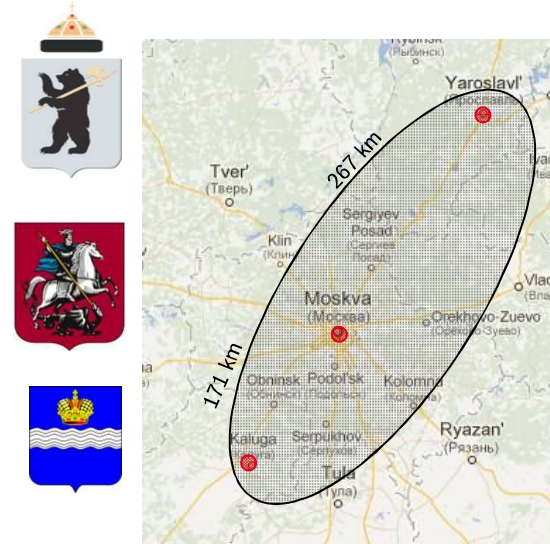 Rybinsk
(Рыбинск)
Yaroslavl'
(Ярославль)
267 km
Tver'
(Тверь)
Sergiyev
Posad
(Сергиев
Посад)
Klin
(Клин)
Moskva
(Москва)
Orekhovo-Zuevo
(Орехово-Зуево)
171 km
Obninsk
(Обнинск)
Podol'sk
(Подольск)
Kolomna
(Коломна)
Kaluga
Serpukhov
(Серпухов)
Ryazan'
(Рязань)
Tula
(Тула)